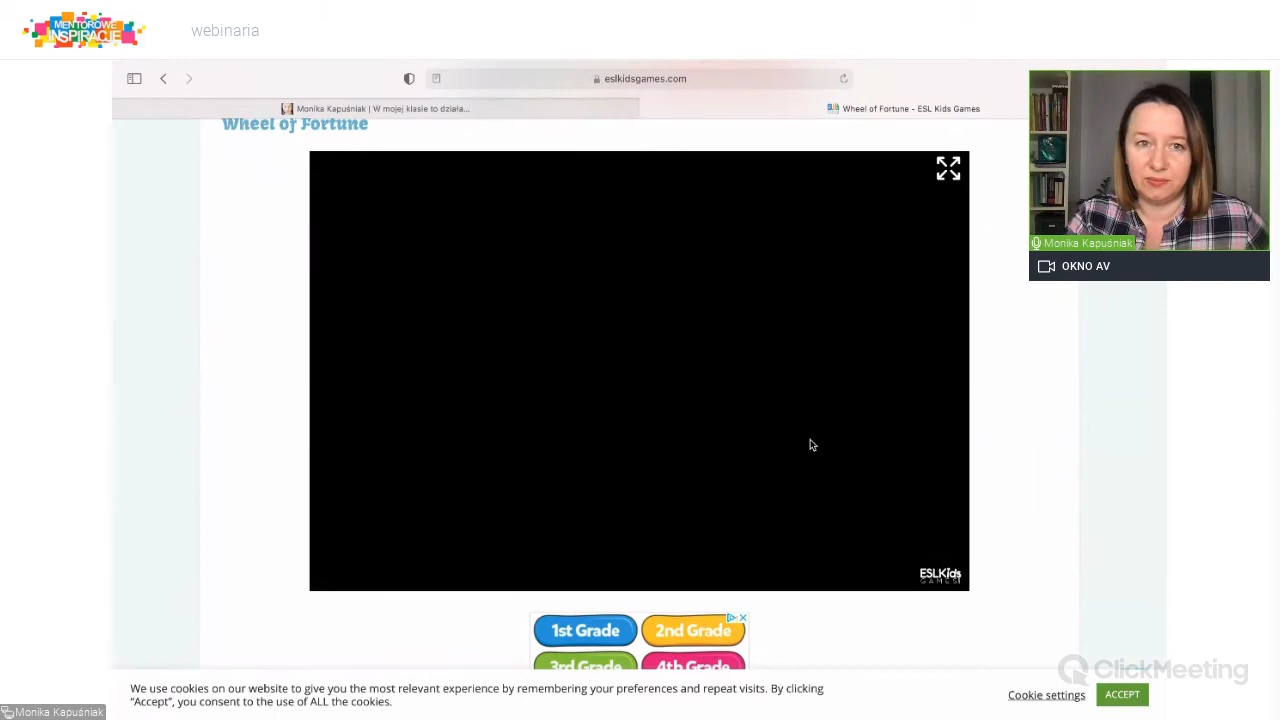 MENTOROWE
INSPIRACJE
webinaria
eslkidsgames.com
Monika Kapuśniak | W mojej klasie to działa...
Wheel of Fortune - ESL Kids Games
Wheel of Fortune
Monika Kapuśniak
OKNO AV
ESLKids
GAMES
1st Grade
2nd Grade
3rd Grade
4th Grade
ClickMeeting
We use cookies on our website to give you the most relevant experience by remembering your preferences and repeat visits. By clicking
“Accept”, you consent to the use of ALL the cookies.
Cookie settings
ACCEPT
Monika Kapuśniak